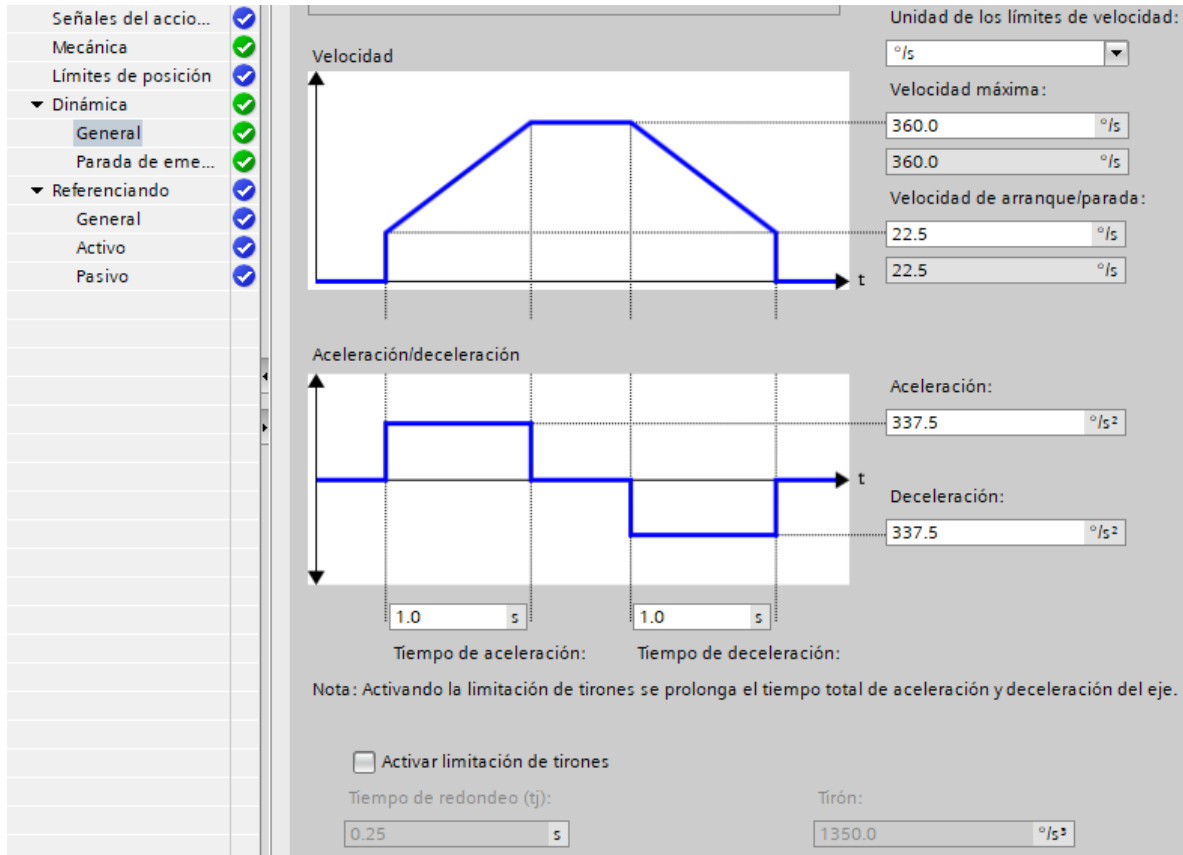 Señales del accio...
Mecánica
Límites de posición
Dinámica
General
Parada de eme...
Referenciando
General
Activo
Pasivo
Unidad de los límites de velocidad:
°/s
Velocidad
Velocidad máxima:
360.0 °/s
360.0 °/s
Velocidad de arranque/parada:
22.5 °/s
22.5 °/s
t
Aceleración/deceleración
Aceleración:
337.5 °/s²
t
Deceleración:
337.5 °/s²
1.0 s
1.0 s
Tiempo de aceleración:
Tiempo de deceleración:
Nota: Activando la limitación de tirones se prolonga el tiempo total de aceleración y deceleración del eje.
Activar limitación de tirones
Tiempo de redondeo (tj):
Tirón:
0.25 s
1350.0 °/s³